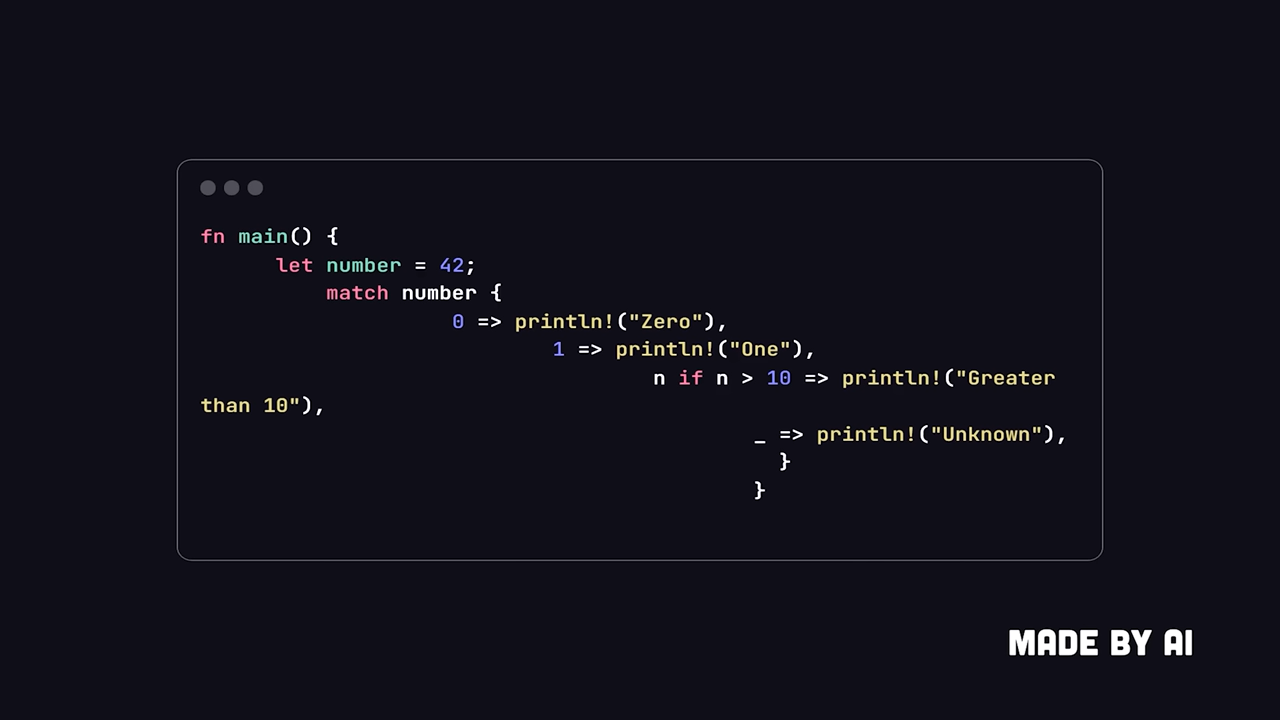 fn main() {
let number = 42;
match number {
0 => println!("Zero"),
1 => println!("One"),
n if n > 10 => println!("Greater
than 10"),
_ => println!("Unknown"),
}
}
MADE BY AI